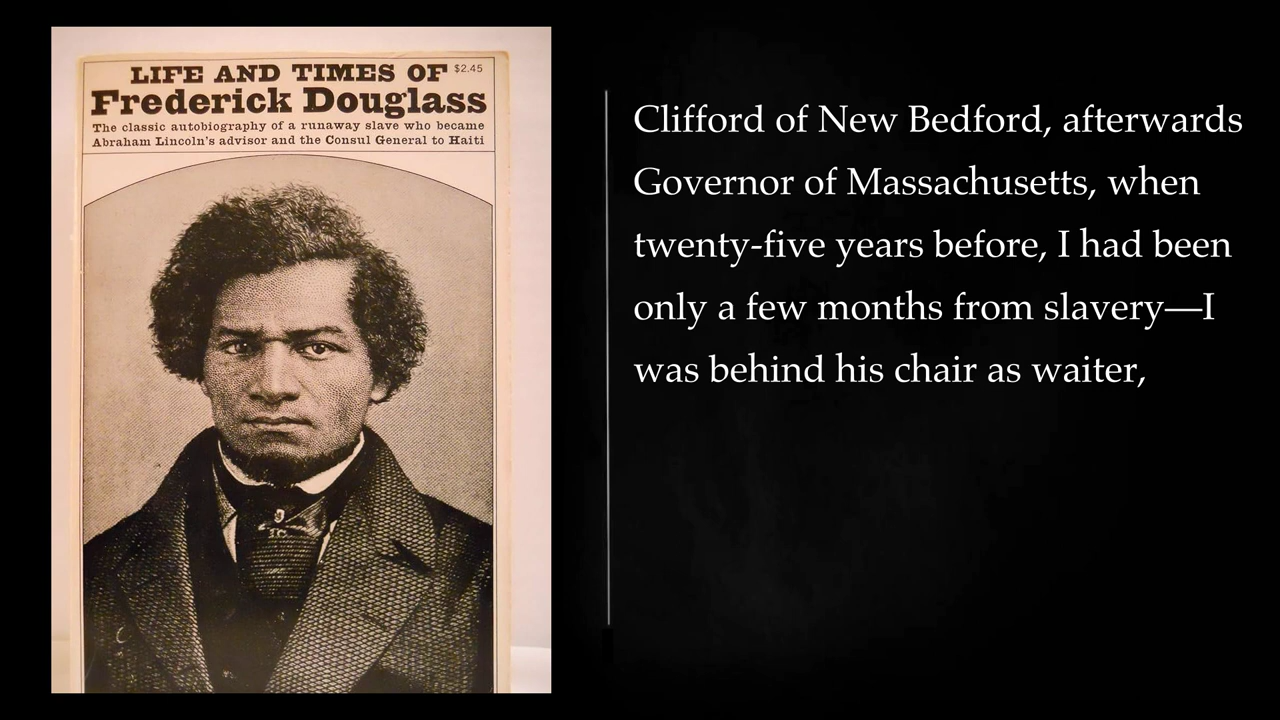 LIFE AND TIMES OF $2.45
Frederick Douglass
The classic autobiography of a runaway slave who became
Abraham Lincoln's advisor and the Consul General to Haiti
Clifford of New Bedford, afterwards
Governor of Massachusetts, when
twenty-five years before, I had been
only a few months from slavery—I
was behind his chair as waiter,